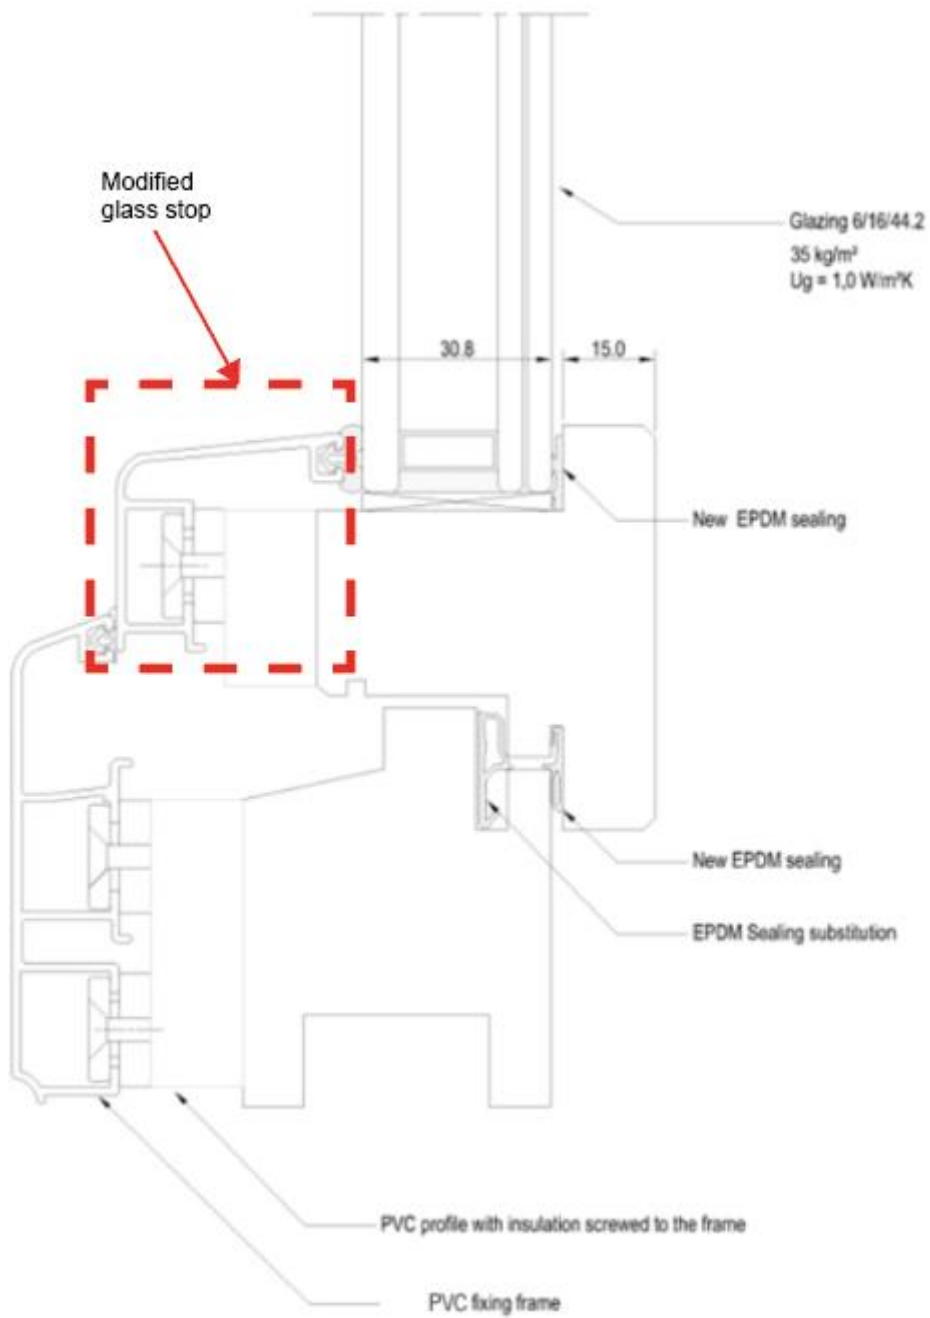 Modified
glass stop
Glazing 6/16/44.2
35 kg/m²
Ug = 1,0 W/m²K
30.8
15.0
New EPDM sealing
New EPDM sealing
EPDM Sealing substitution
PVC profile with insulation screwed to the frame
PVC fixing frame